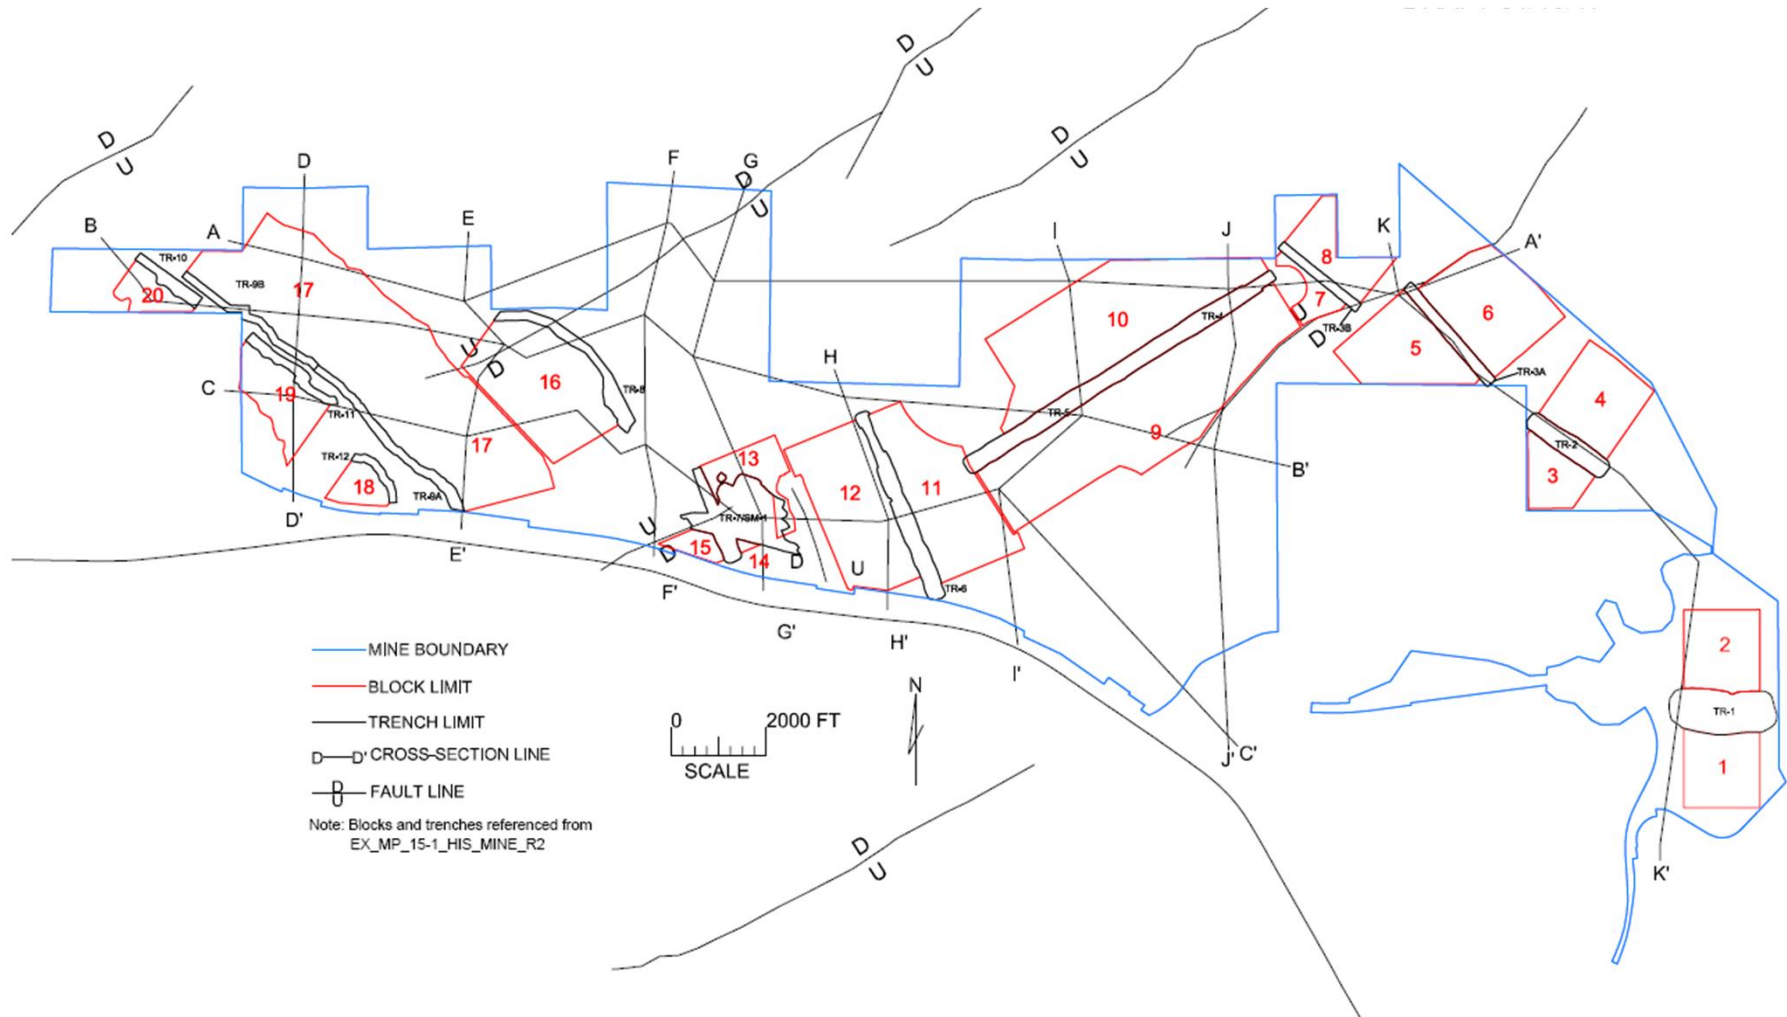 D
U
D
U
D
U
D
F
G
D
U
B
A
E
I
J
K
A'
TR-10
8
20
TR-9B
17
7
6
10
TR-4
U
D
TR-3B
5
U
D
H
16
TR-8
TR-3A
C
19
TR-11
4
TR-5
9
17
TR-2
B'
TR-12
18
TR-9A
13
12
11
3
D'
TR-7/SM-1
U
D
15
14
D
U
E'
F'
TR-6
G'
H'
I'
2
TR-1
1
J'
C'
K'
MINE BOUNDARY
BLOCK LIMIT
TRENCH LIMIT
D D' CROSS-SECTION LINE
D
U
FAULT LINE
Note: Blocks and trenches referenced from
EX_MP_15-1_HIS_MINE_R2
0 2000 FT
SCALE
N
D
U